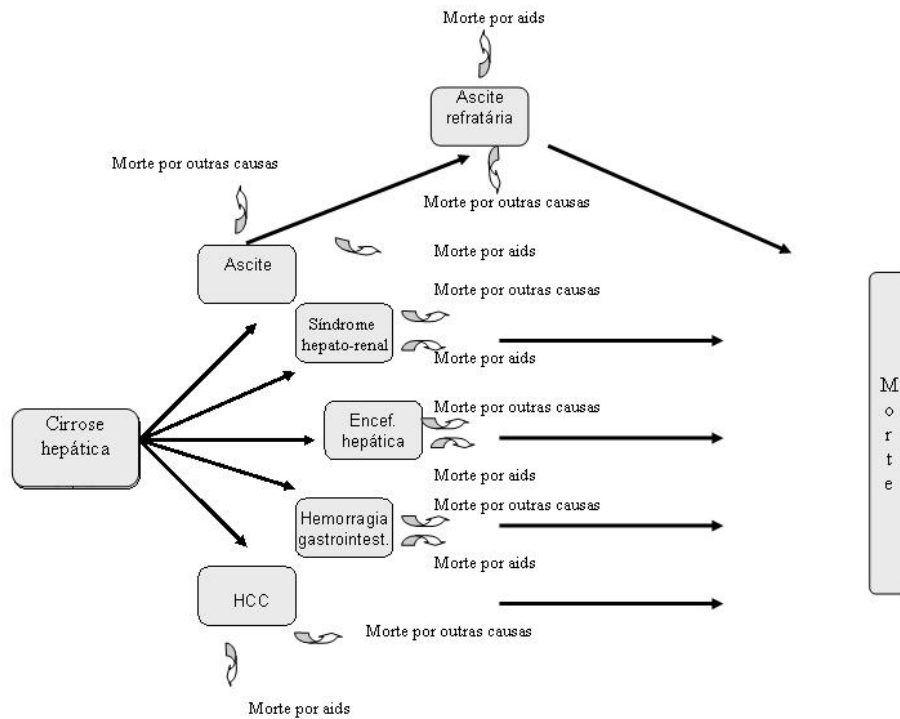 Morte por aids
Ascite
refratária
Morte por outras causas
Morte por outras causas
Ascite
Morte por aids
Morte por outras causas
Síndrome
hepato-renal
Morte por aids
Cirrose
hepática
Morte por outras causas
Encef.
hepática
Morte por aids
Morte por outras causas
Hemorragia
gastrointest.
Morte por aids
HCC
Morte por outras causas
Morte por aids
M
o
r
t
e